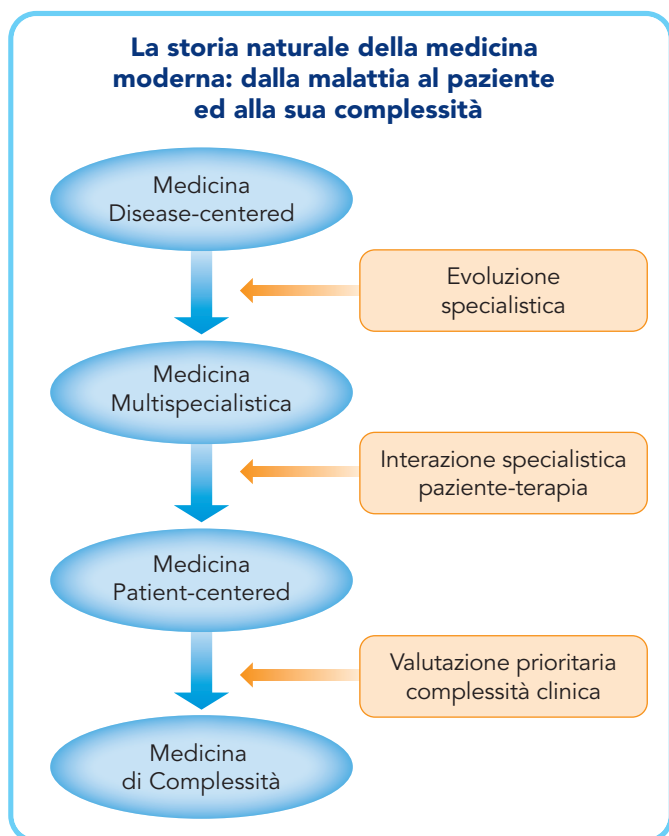 La storia naturale della medicina
moderna: dalla malattia al paziente
ed alla sua complessità
Medicina
Disease-centered
Evoluzione
specialistica
Medicina
Multispecialistica
Interazione specialistica
paziente-terapia
Medicina
Patient-centered
Valutazione prioritaria
complessità clinica
Medicina
di Complessità